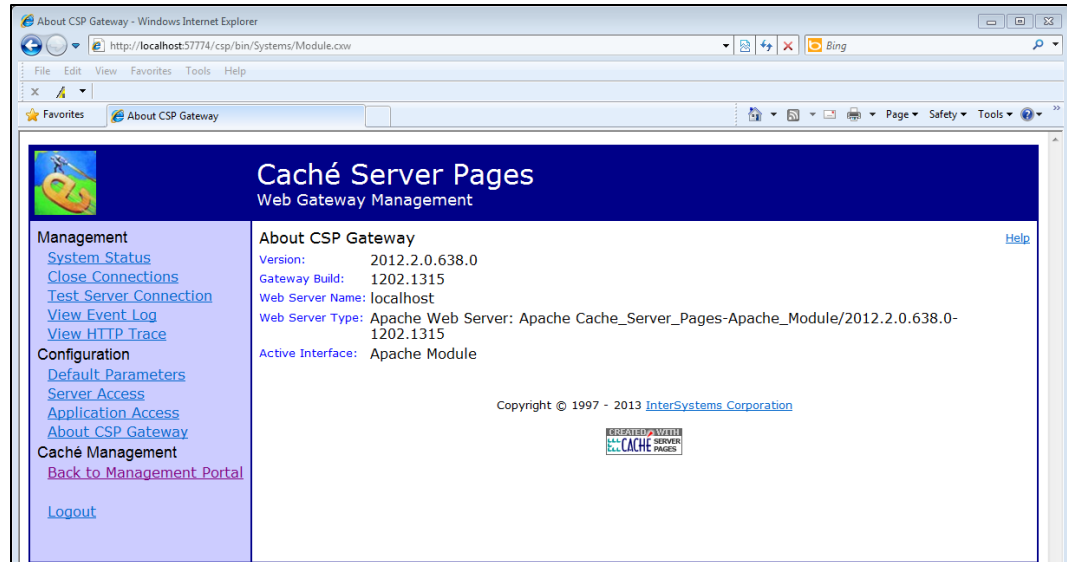 About CSP Gateway - Windows Internet Explorer
http://localhost:57774/csp/bin/Systems/Module.cxw
Bing
File Edit View Favorites Tools Help
x
Favorites About CSP Gateway Page Safety Tools
Caché Server Pages
Web Gateway Management
Management
System Status
Close Connections
Test Server Connection
View Event Log
View HTTP Trace
Configuration
Default Parameters
Server Access
Application Access
About CSP Gateway
Caché Management
Back to Management Portal
Logout
About CSP Gateway Help
Version: 2012.2.0.638.0
Gateway Build: 1202.1315
Web Server Name: localhost
Web Server Type: Apache Web Server: Apache Cache_Server_Pages-Apache_Module/2012.2.0.638.0-
1202.1315
Active Interface: Apache Module
Copyright © 1997 - 2013 InterSystems Corporation
CREATED WITH
CACHÉ SERVER PAGES